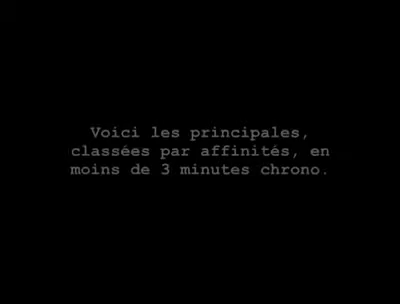 Voici les principales,
classées par affinités, en
moins de 3 minutes chrono.